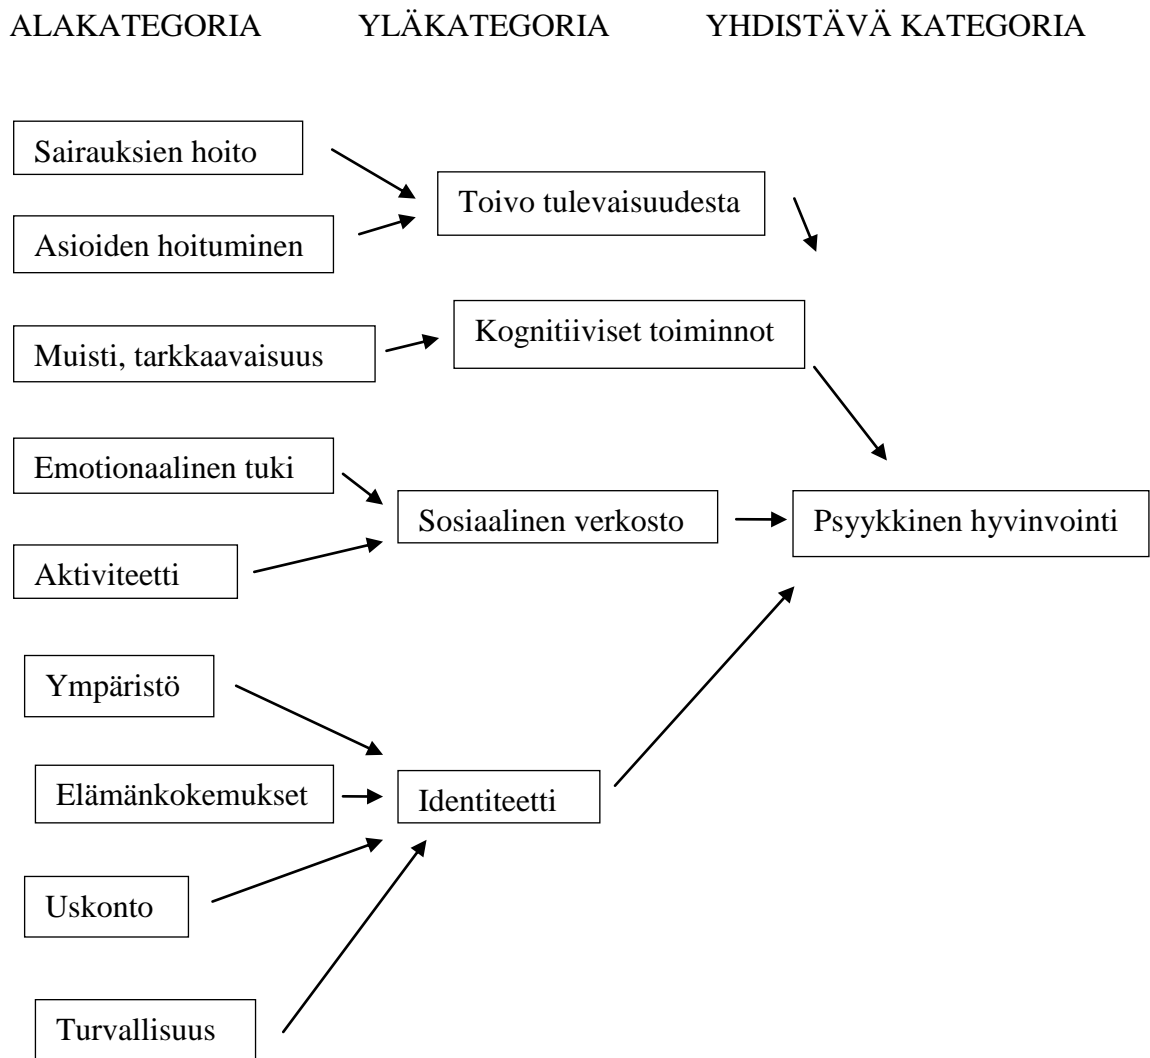 ALAKATEGORIA YLÄKATEGORIA YHDISTÄVÄ KATEGORIA
Sairauksien hoito
Toivo tulevaisuudesta
Asioiden hoituminen
Kognitiiviset toiminnot
Muisti, tarkkaavaisuus
Emotionaalinen tuki
Sosiaalinen verkosto
Psyykkinen hyvinvointi
Aktiviteetti
Ympäristö
Elämänkokemukset
Identiteetti
Uskonto
Turvallisuus